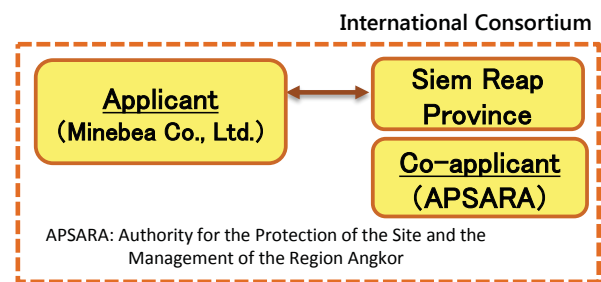 International Consortium
Applicant
(Minebea Co., Ltd.)
Siem Reap
Province
Co-applicant
(APSARA)
APSARA: Authority for the Protection of the Site and the
Management of the Region Angkor